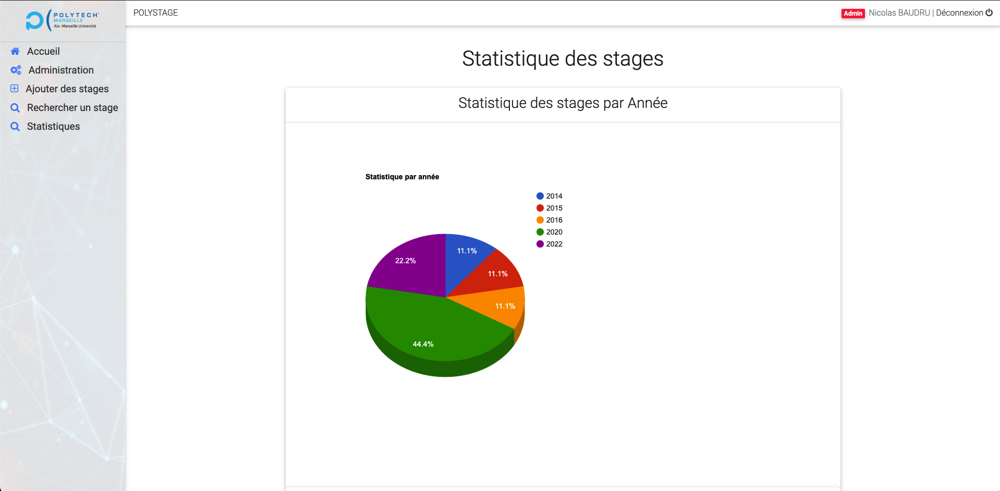 POLYTECH
MARSEILLE
Aix*Marseille Université
POLYSTAGE
Admin Nicolas BAUDRU | Déconnexion
Accueil
Administration
Ajouter des stages
Rechercher un stage
Statistiques
Statistique des stages
Statistique des stages par Année
Statistique par année
2014
2015
2016
2020
2022
11.1%
22.2%
11.1%
11.1%
44.4%